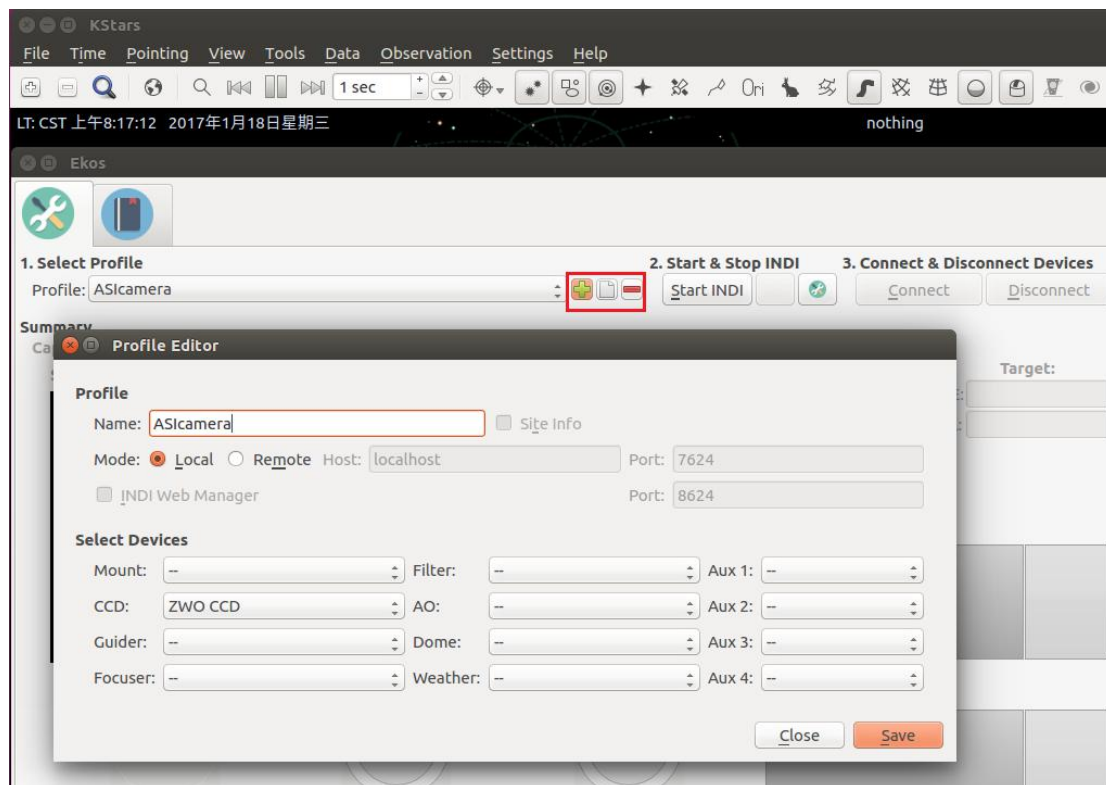 KStars
File Time Pointing View Tools Data Observation Settings Help
1 sec Ori
LT: CST 上午8:17:12 2017年1月18日星期三 nothing
Ekos
1. Select Profile 2. Start & Stop INDI 3. Connect & Disconnect Devices
Profile: ASIcamera Start INDI Connect Disconnect
Summary
Profile Editor
Target:
Profile
Name: ASIcamera Site Info
Mode: Local Remote Host: localhost Port: 7624
INDI Web Manager Port: 8624
Select Devices
Mount: -- Filter: -- Aux 1: --
CCD: ZWO CCD AO: -- Aux 2: --
Guider: -- Dome: -- Aux 3: --
Focuser: -- Weather: -- Aux 4: --
Close Save